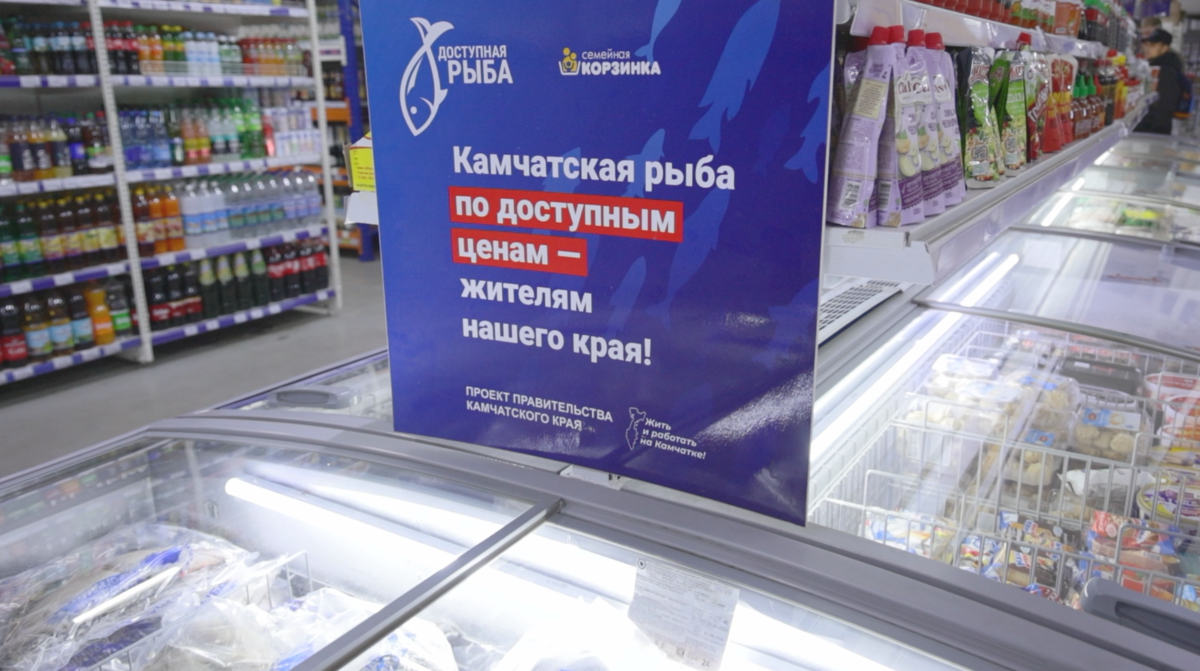 ДОСТУПНАЯ
РЫБА
семейная
КОРЗИНКА
Камчатская рыба
по доступным
ценам —
жителям
нашего края!
ПРОЕКТ ПРАВИТЕЛЬСТВА
КАМЧАТСКОГО КРАЯ
Жить
и работать
на Камчатке!